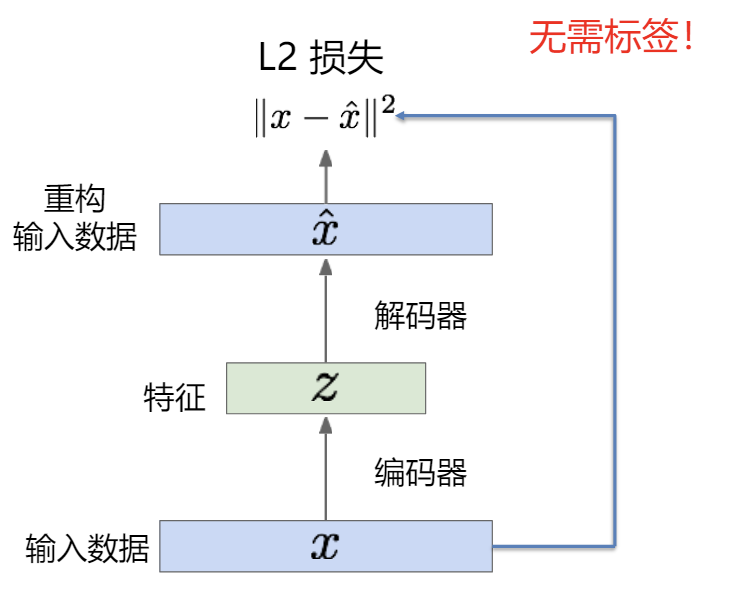 无需标签！
L2 损失
‖x − x̂‖²
重构
输入数据
x̂
解码器
特征
z
编码器
输入数据
x